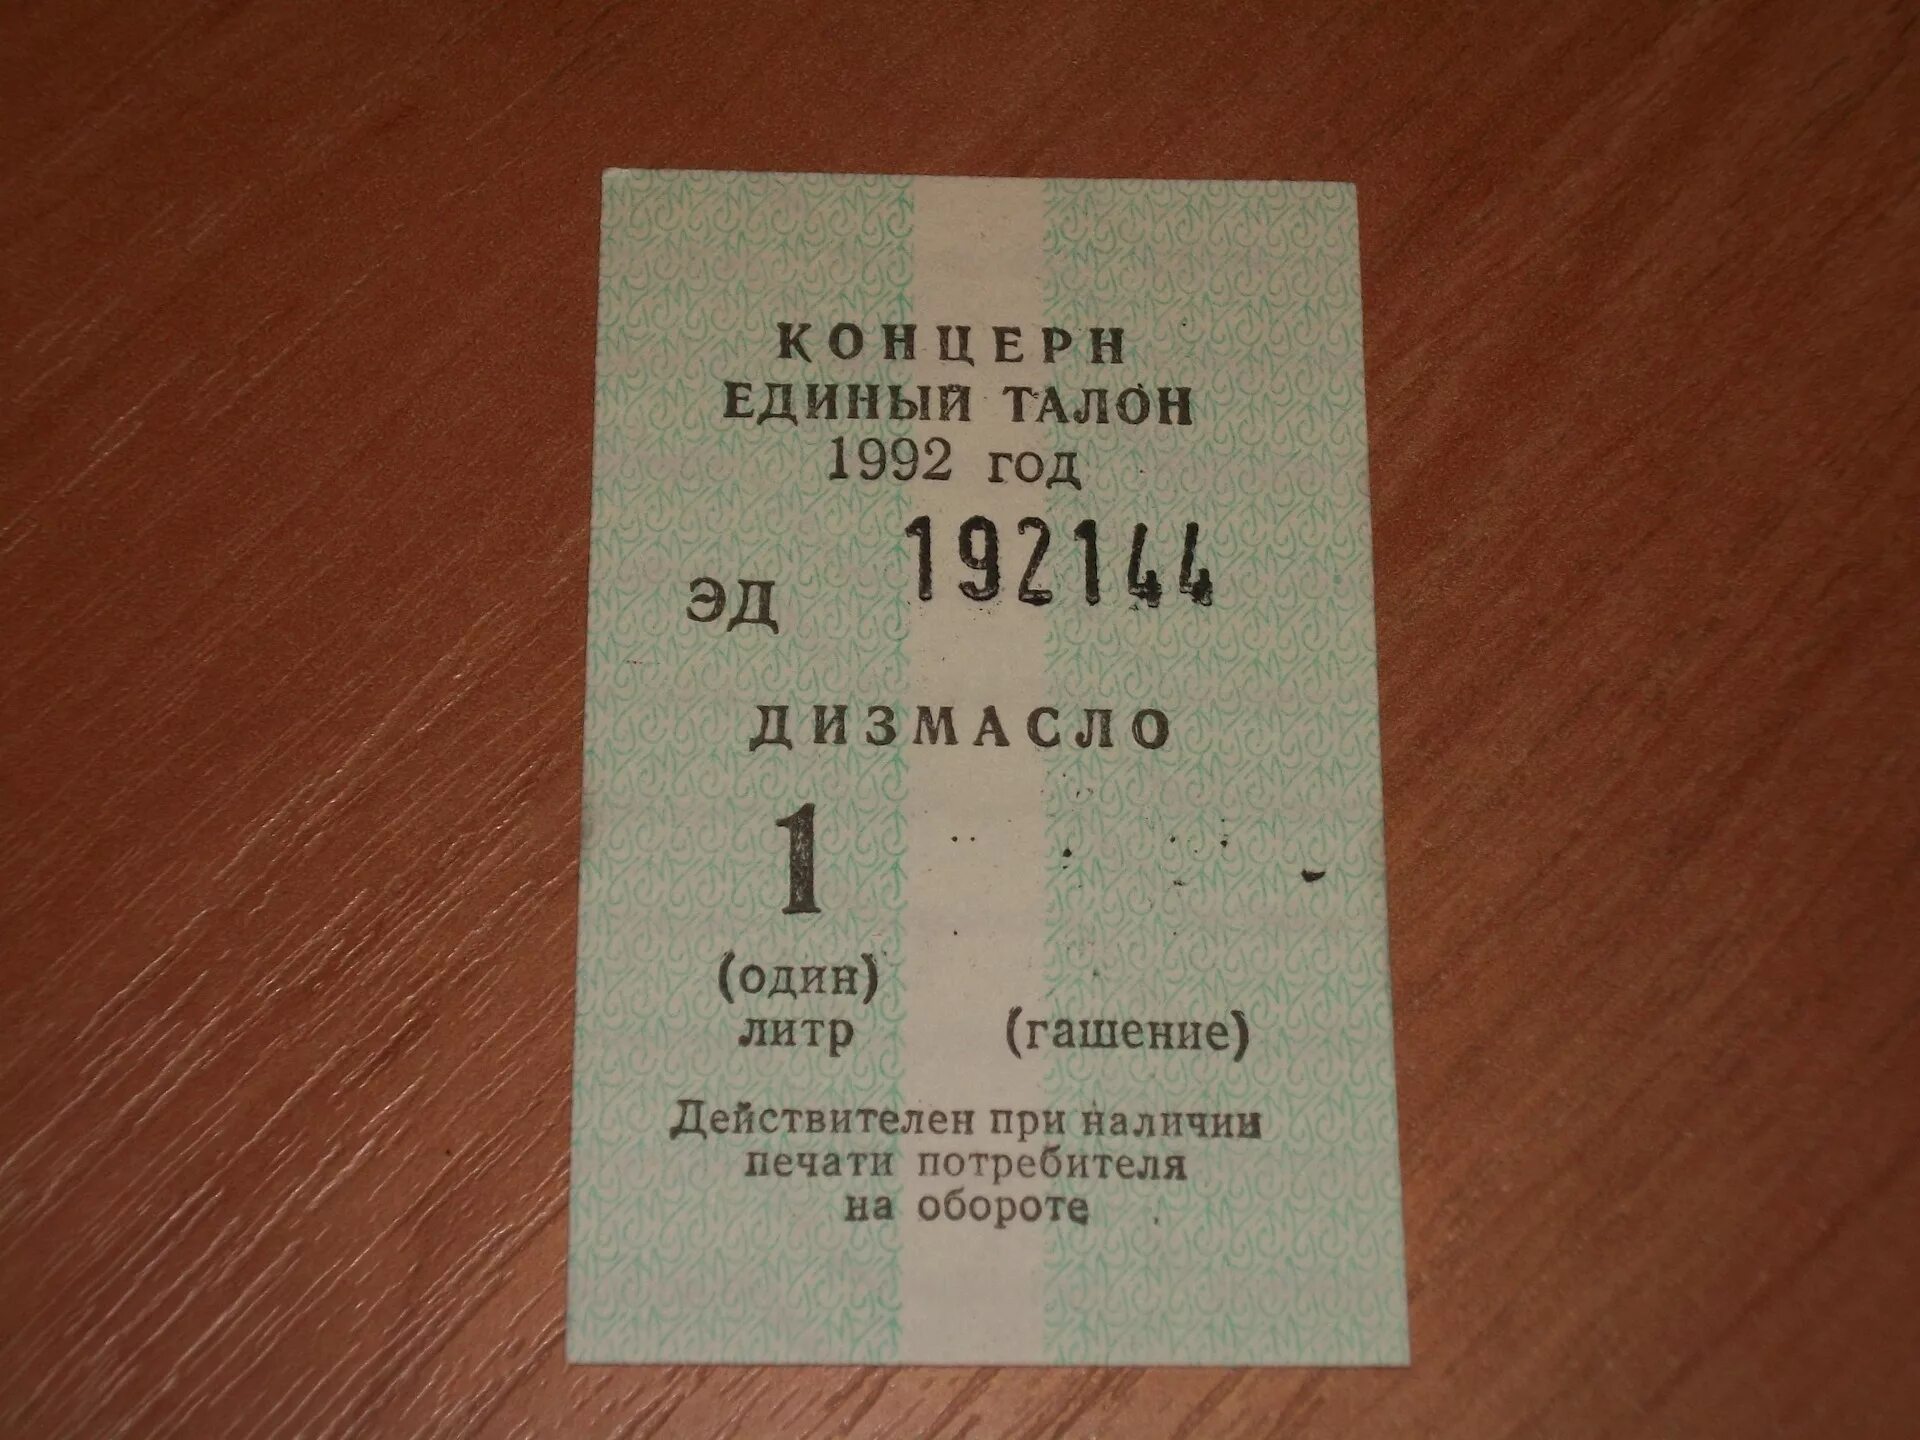 КОНЦЕРН
ЕДИНЫЙ ТАЛОН
1992 год
ЭД 192144
ДИЗМАСЛО
1
(один)
литр (гашение)
Действителен при наличии
печати потребителя
на обороте